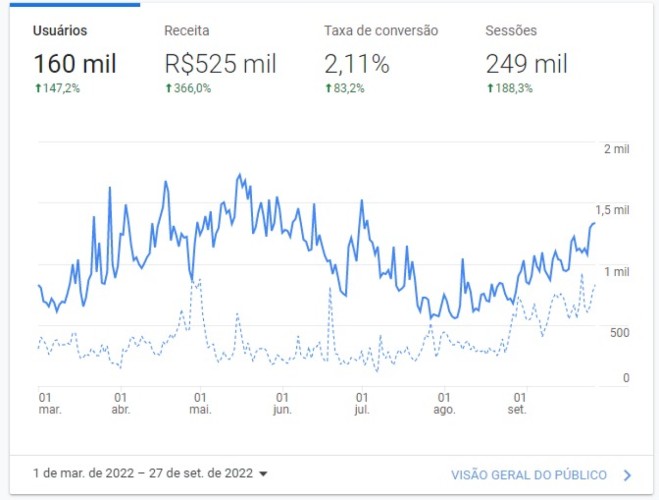 Usuários Receita Taxa de conversão Sessões
160 mil R$525 mil 2,11% 249 mil
147,2% 366,0% 83,2% 188,3%
2 mil
1,5 mil
1 mil
500
0
01 01 01 01 01 01 01
mar. abr. mai. jun. jul. ago. set.
1 de mar. de 2022 – 27 de set. de 2022 VISÃO GERAL DO PÚBLICO